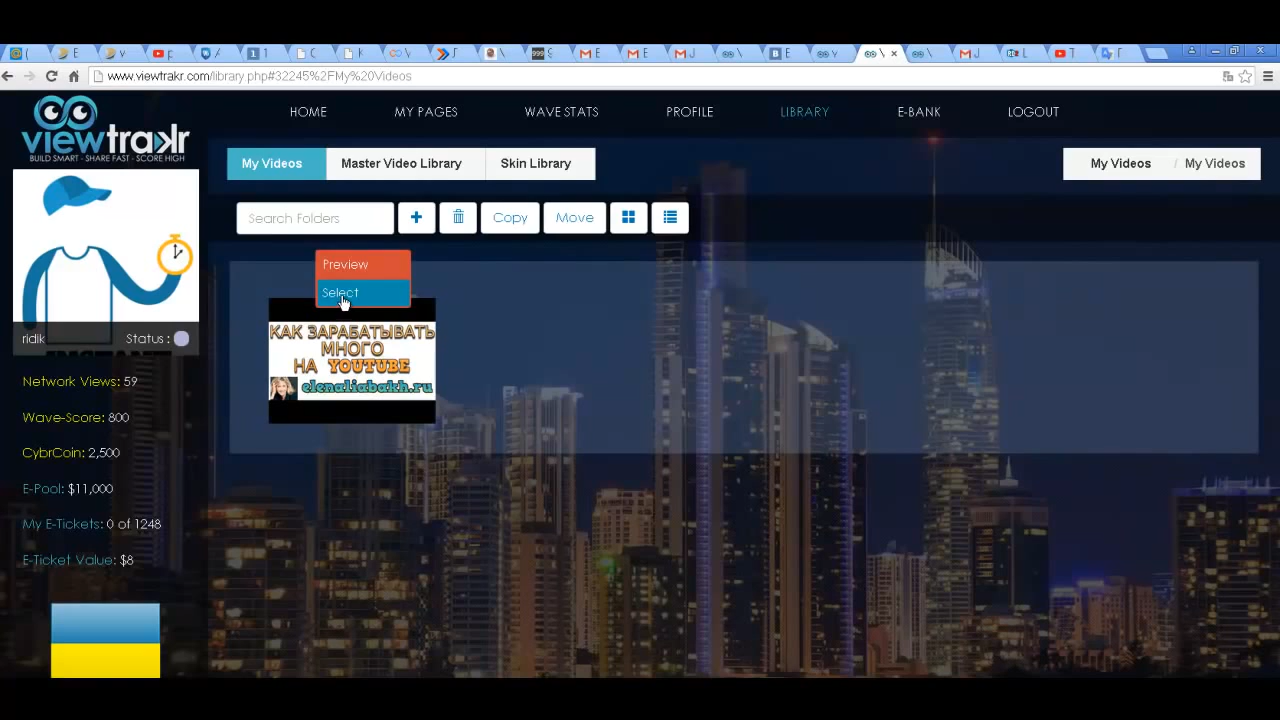 www.viewtrakr.com/library.php#32245%2FMy%20Videos
viewtrakr
BUILD SMART - SHARE FAST - SCORE HIGH
HOME
MY PAGES
WAVE STATS
PROFILE
LIBRARY
E-BANK
LOGOUT
My Videos
Master Video Library
Skin Library
My Videos / My Videos
Search Folders
Copy
Move
Preview
Select
КАК ЗАРАБАТЫВАТЬ
МНОГО
НА YOUTUBE
elenaliabakh.ru
ridik
Status :
Network Views: 59
Wave-Score: 800
CybrCoin: 2,500
E-Pool: $11,000
My E-Tickets: 0 of 1248
E-Ticket Value: $8